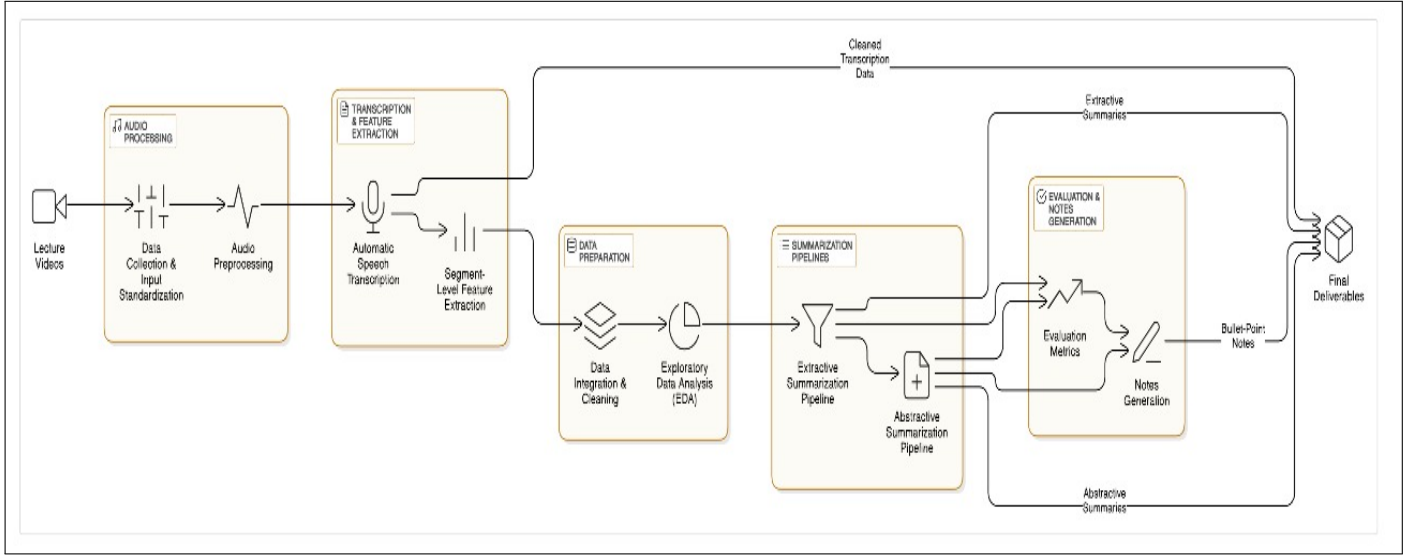 Cleaned
Transcription
Data
Extractive
Summaries
AUDIO
PROCESSING
TRANSCRIPTION
& FEATURE
EXTRACTION
EVALUATION &
NOTES
GENERATION
Lecture
Videos
Data
Collection &
Input
Standardization
Audio
Preprocessing
Automatic
Speech
Transcription
Segment-
Level Feature
Extraction
DATA
PREPARATION
SUMMARIZATION
PIPELINES
Final
Deliverables
Data
Integration &
Cleaning
Exploratory
Data Analysis
(EDA)
Extractive
Summarization
Pipeline
Abstractive
Summarization
Pipeline
Evaluation
Metrics
Notes
Generation
Bullet-Point
Notes
Abstractive
Summaries